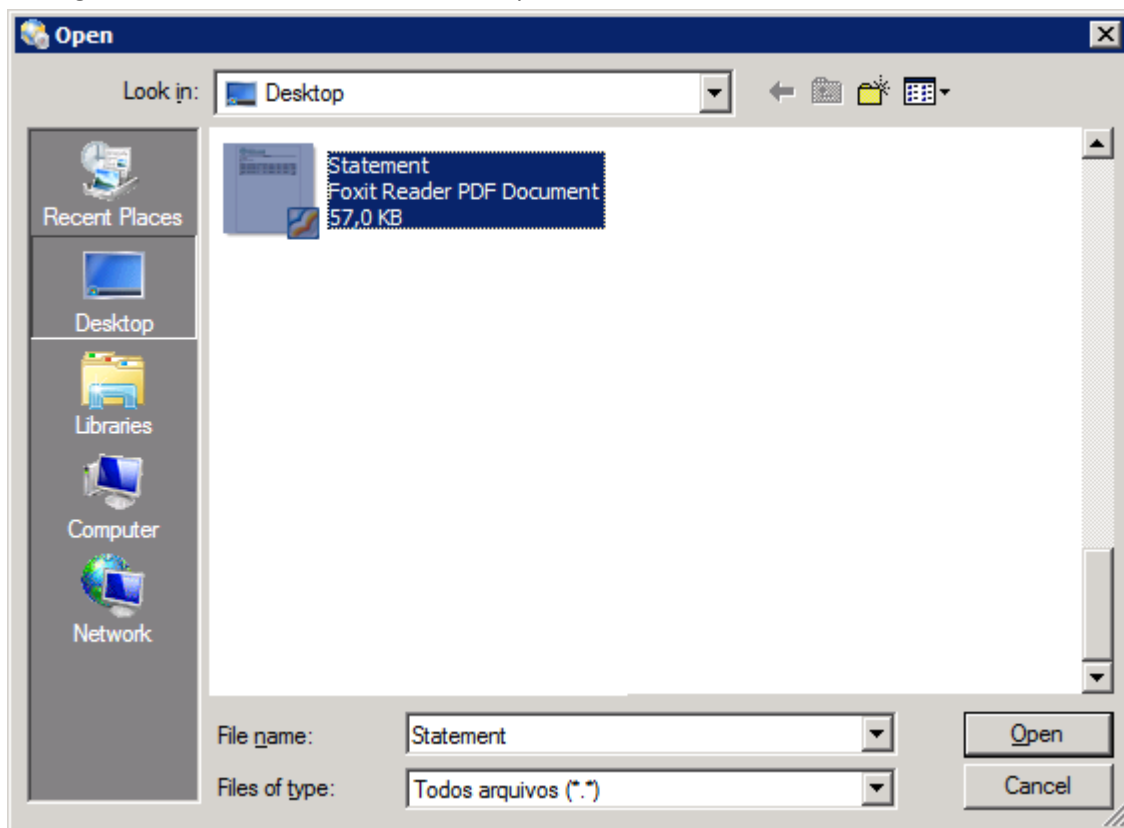 Open
Look in:
Desktop
Statement
Foxit Reader PDF Document
57,0 KB
Recent Places
Desktop
Libraries
Computer
Network
File name:
Statement
Open
Files of type:
Todos arquivos (*.*)
Cancel